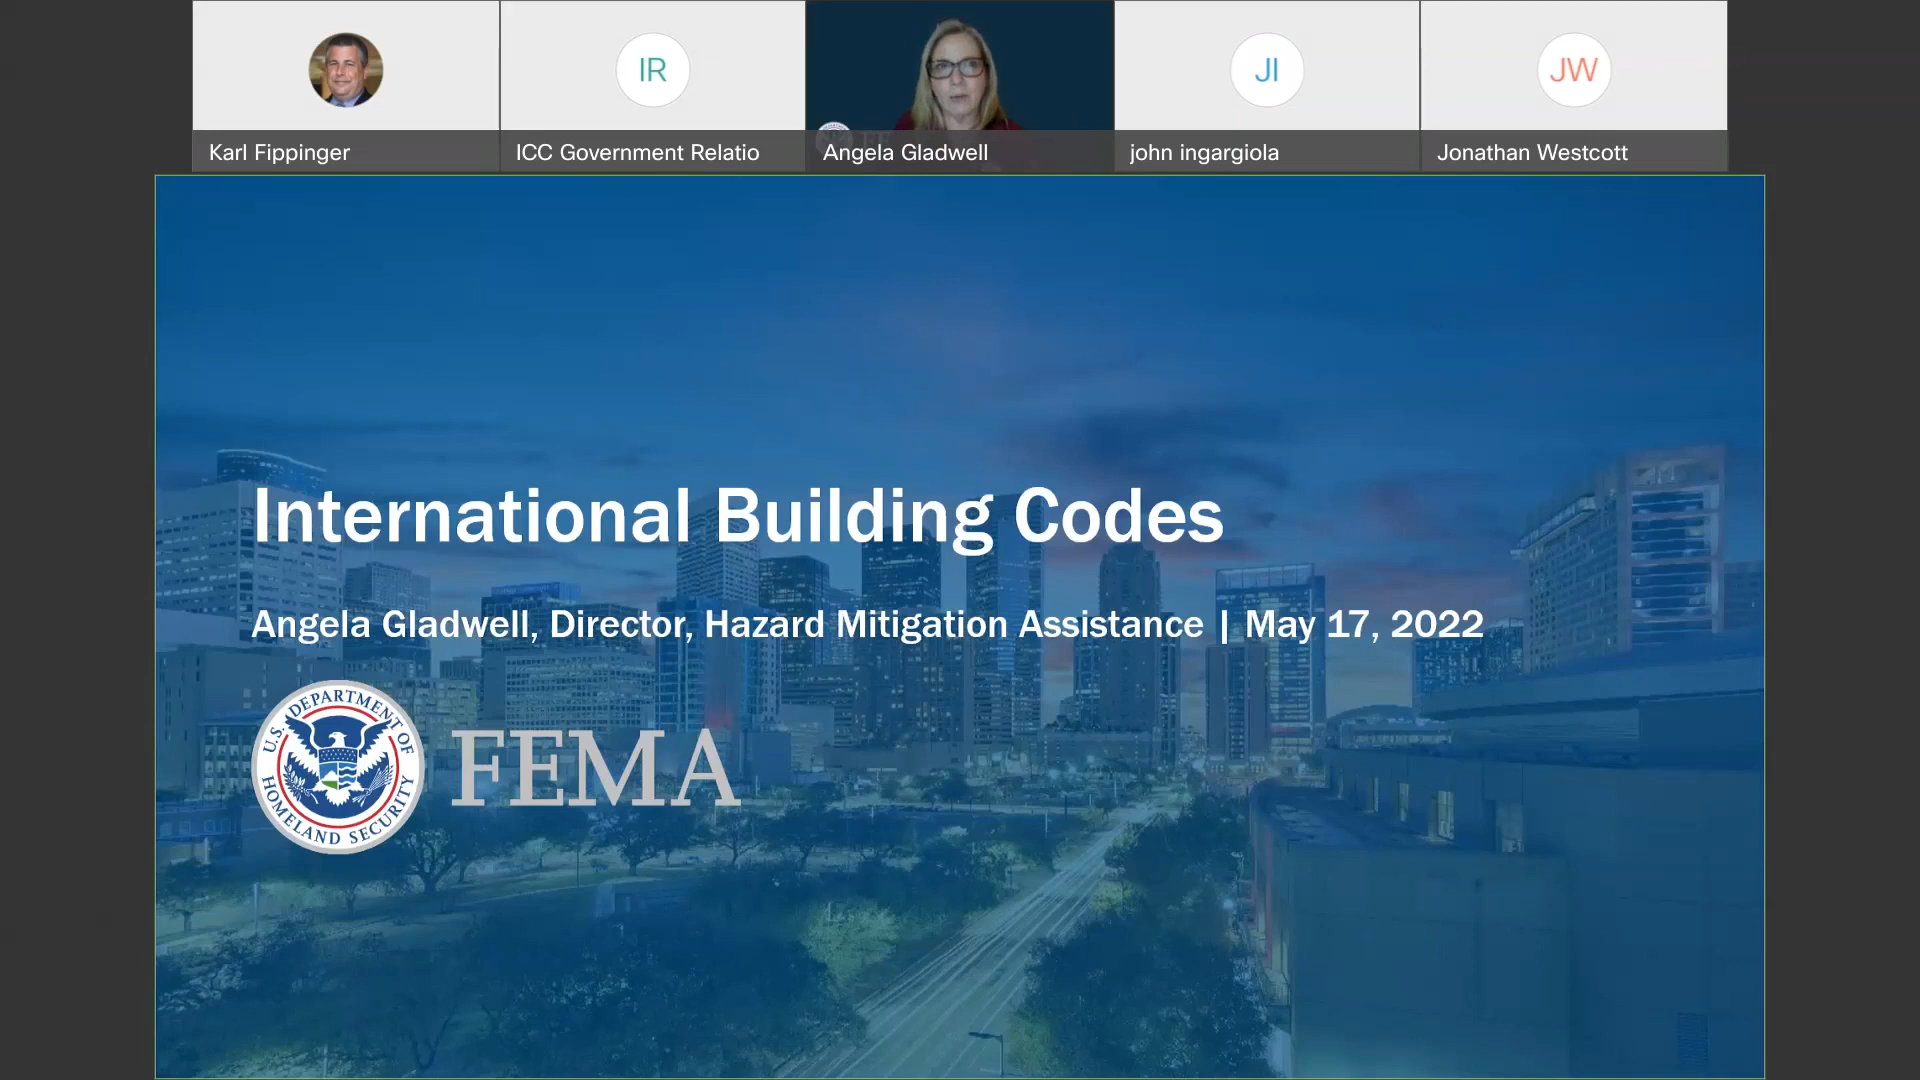 IR
JI
JW
Karl Fippinger
ICC Government Relatio
Angela Gladwell
john ingargiola
Jonathan Westcott
International Building Codes
Angela Gladwell, Director, Hazard Mitigation Assistance | May 17, 2022
U.S. DEPARTMENT OF
HOMELAND SECURITY
FEMA